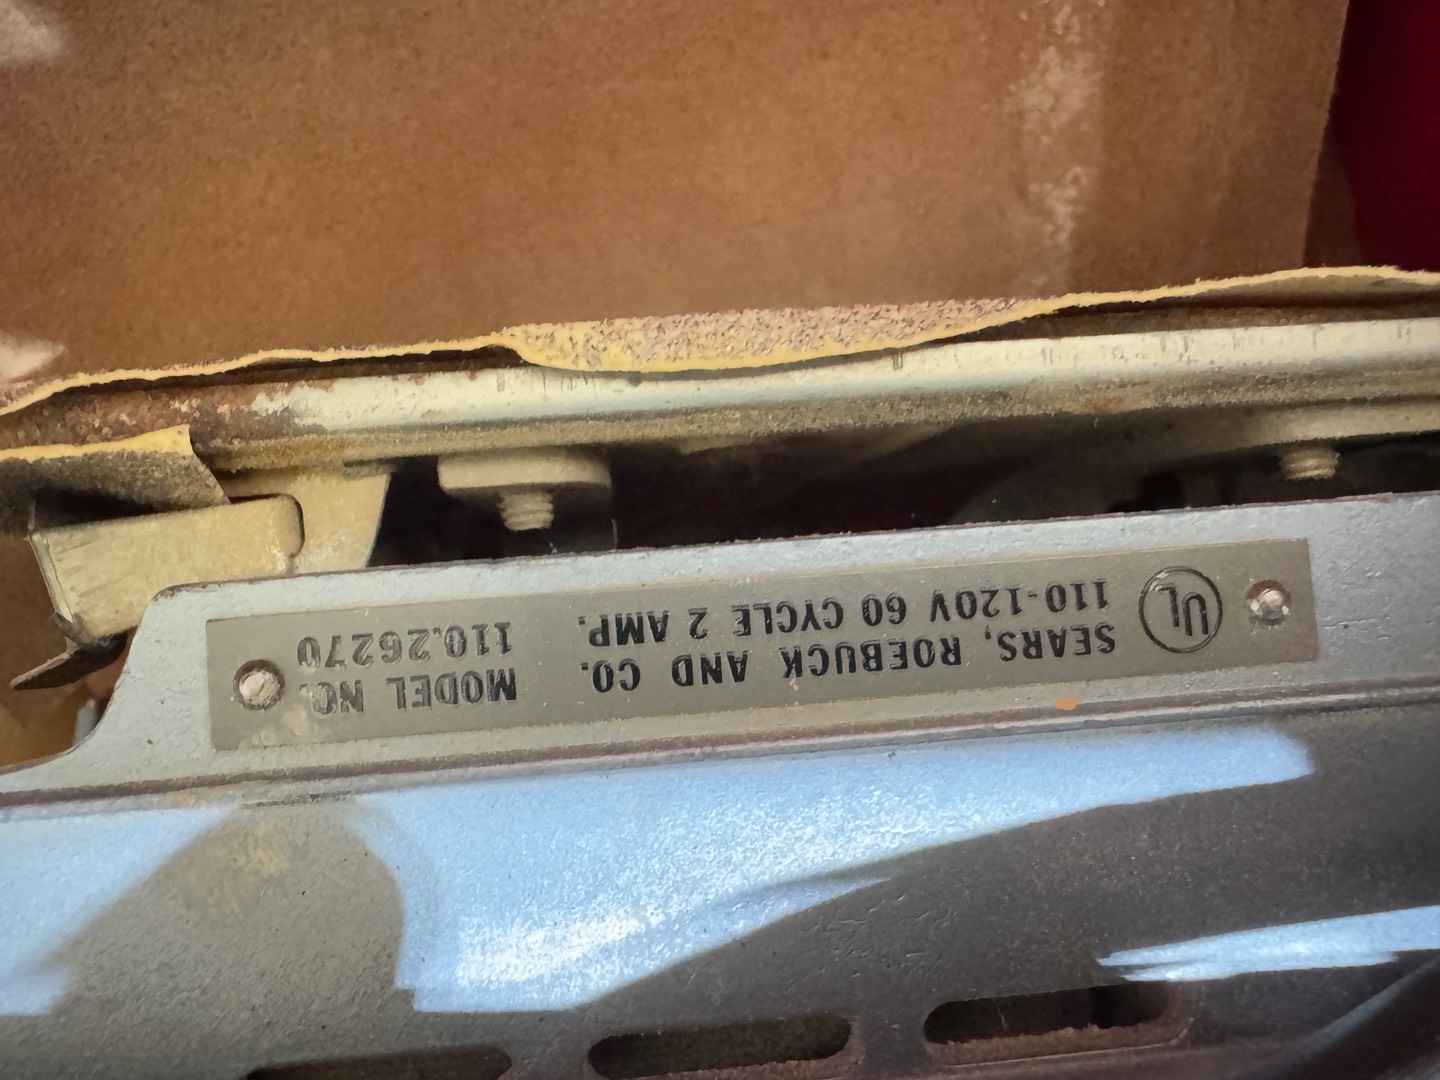 UL
SEARS, ROEBUCK AND CO.
110-120V 60 CYCLE 2 AMP.
MODEL NO.
110.26270